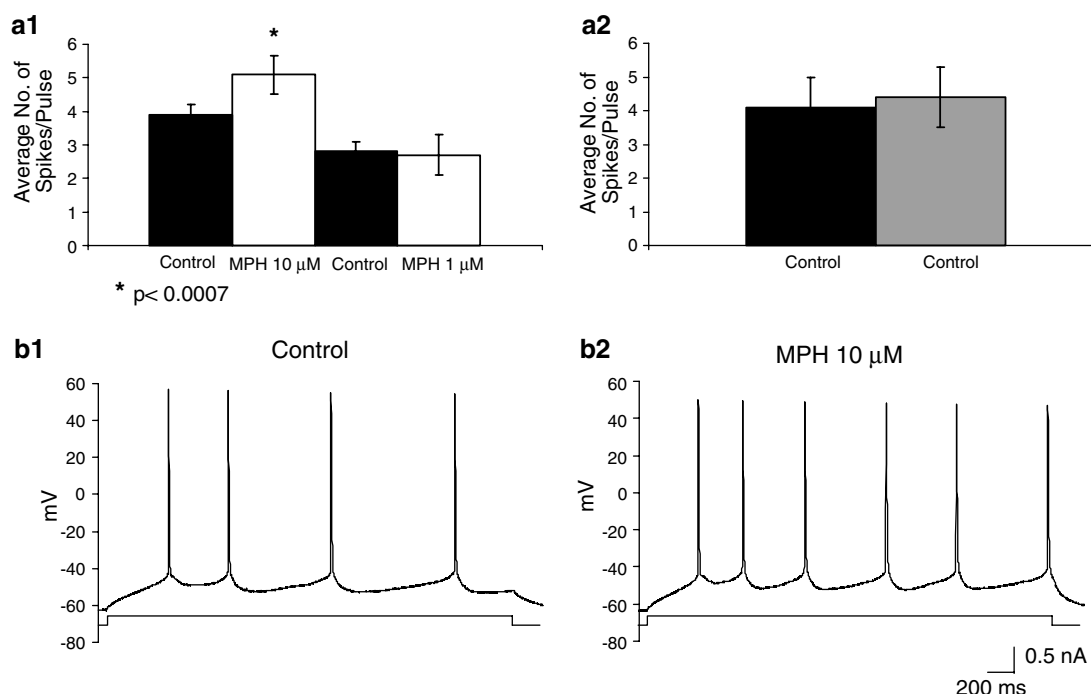 a1
Average No. of
Spikes/Pulse
6
5
4
3
2
1
0
*
Control
MPH 10 μM
Control
MPH 1 μM
* p< 0.0007
a2
Average No. of
Spikes/Pulse
6
5
4
3
2
1
0
Control
Control
b1
Control
mV
60
40
20
0
-20
-40
-60
-80
b2
MPH 10 μM
mV
60
40
20
0
-20
-40
-60
-80
0.5 nA
200 ms